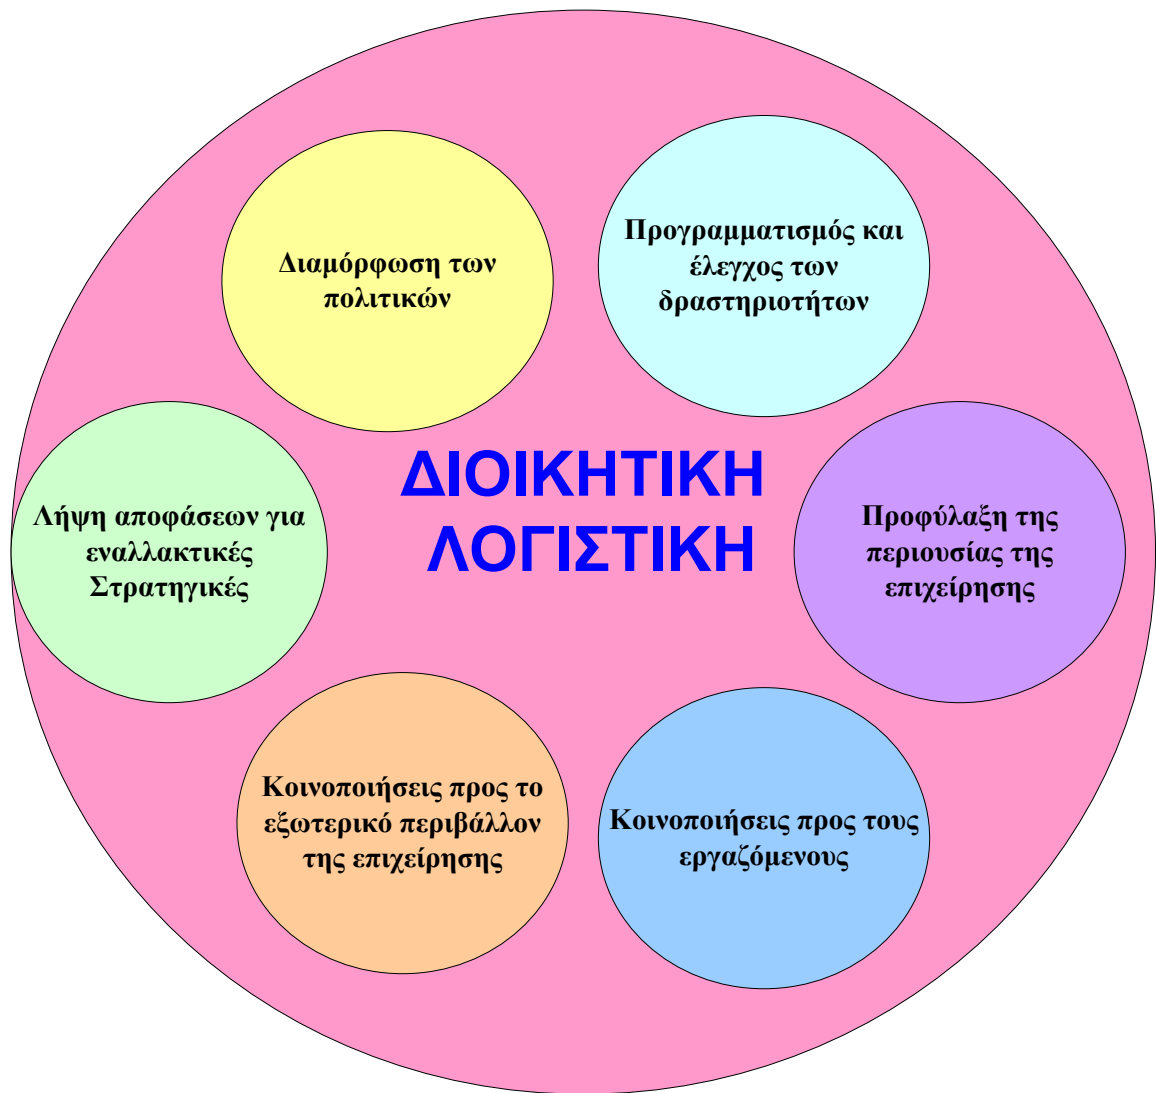 Διαμόρφωση των
πολιτικών
Προγραμματισμός και
έλεγχος των
δραστηριοτήτων
ΔΙΟΙΚΗΤΙΚΗ
ΛΟΓΙΣΤΙΚΗ
Λήψη αποφάσεων για
εναλλακτικές
Στρατηγικές
Προφύλαξη της
περιουσίας της
επιχείρησης
Κοινοποιήσεις προς το
εξωτερικό περιβάλλον
της επιχείρησης
Κοινοποιήσεις προς τους
εργαζόμενους